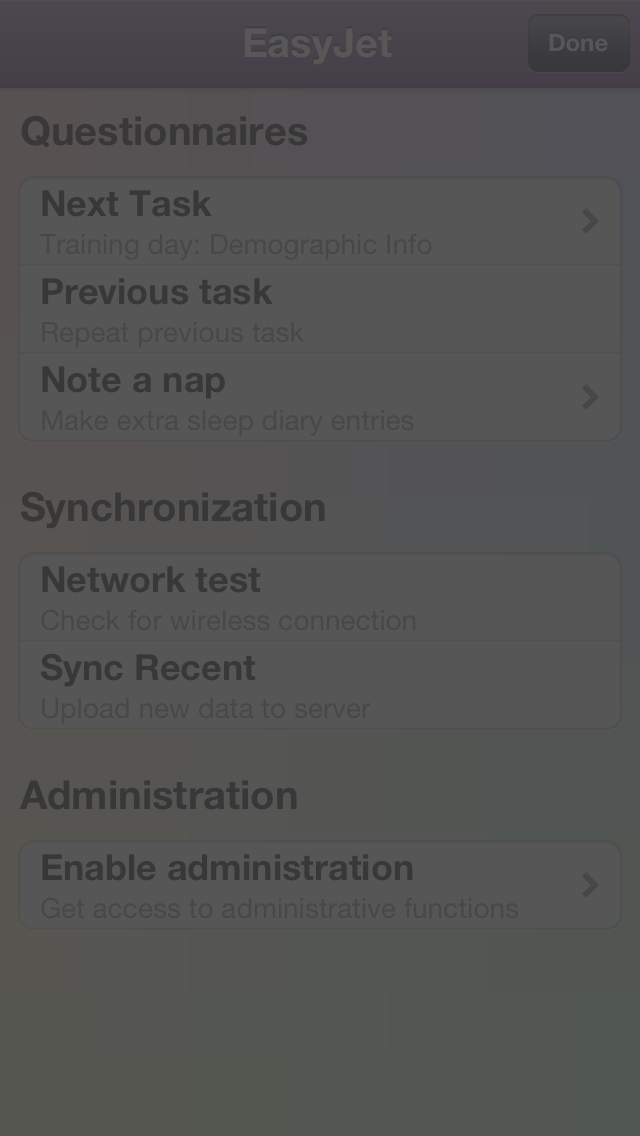 EasyJet
Done
Questionnaires
Next Task
Training day: Demographic Info
Previous task
Repeat previous task
Note a nap
Make extra sleep diary entries
Synchronization
Network test
Check for wireless connection
Sync Recent
Upload new data to server
Administration
Enable administration
Get access to administrative functions